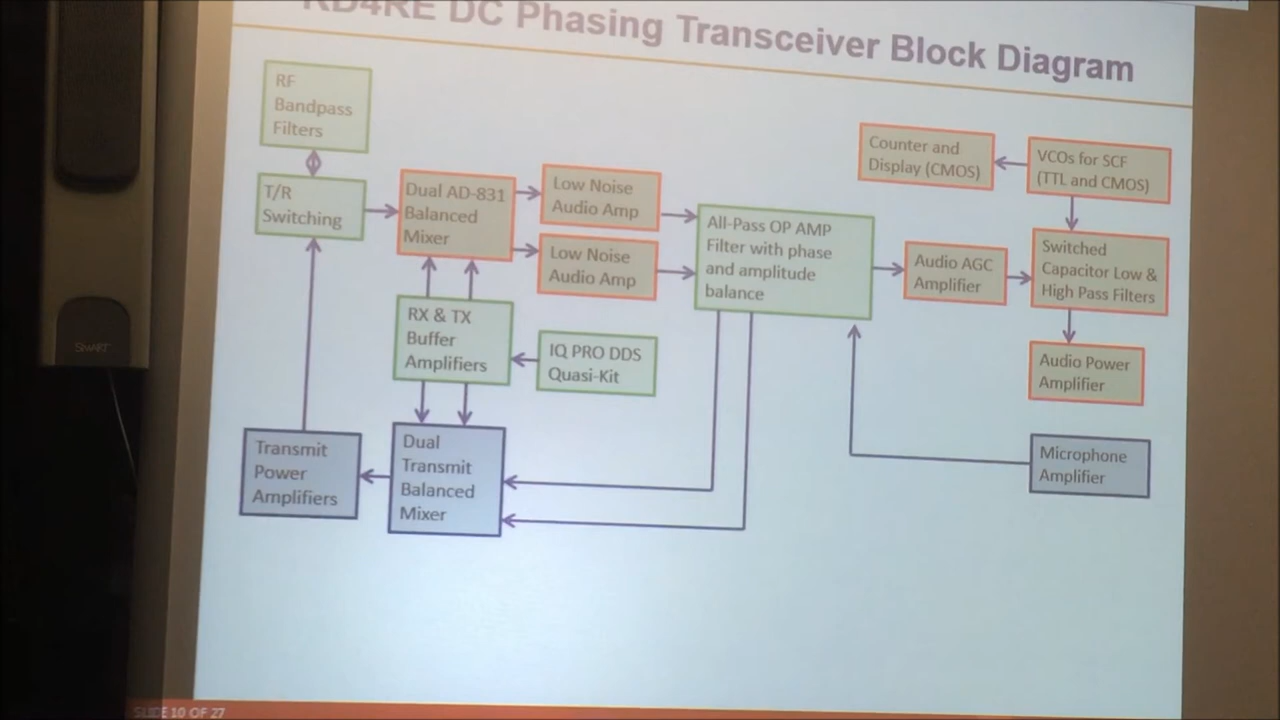 KD4RE DC Phasing Transceiver Block Diagram
RF
Bandpass
Filters
T/R
Switching
Dual AD-831
Balanced
Mixer
Low Noise
Audio Amp
Low Noise
Audio Amp
All-Pass OP AMP
Filter with phase
and amplitude
balance
Counter and
Display (CMOS)
VCOs for SCF
(TTL and CMOS)
Audio AGC
Amplifier
Switched
Capacitor Low &
High Pass Filters
RX & TX
Buffer
Amplifiers
IQ PRO DDS
Quasi-Kit
Audio Power
Amplifier
Transmit
Power
Amplifiers
Dual
Transmit
Balanced
Mixer
Microphone
Amplifier
SMART
SLIDE 10 OF 27